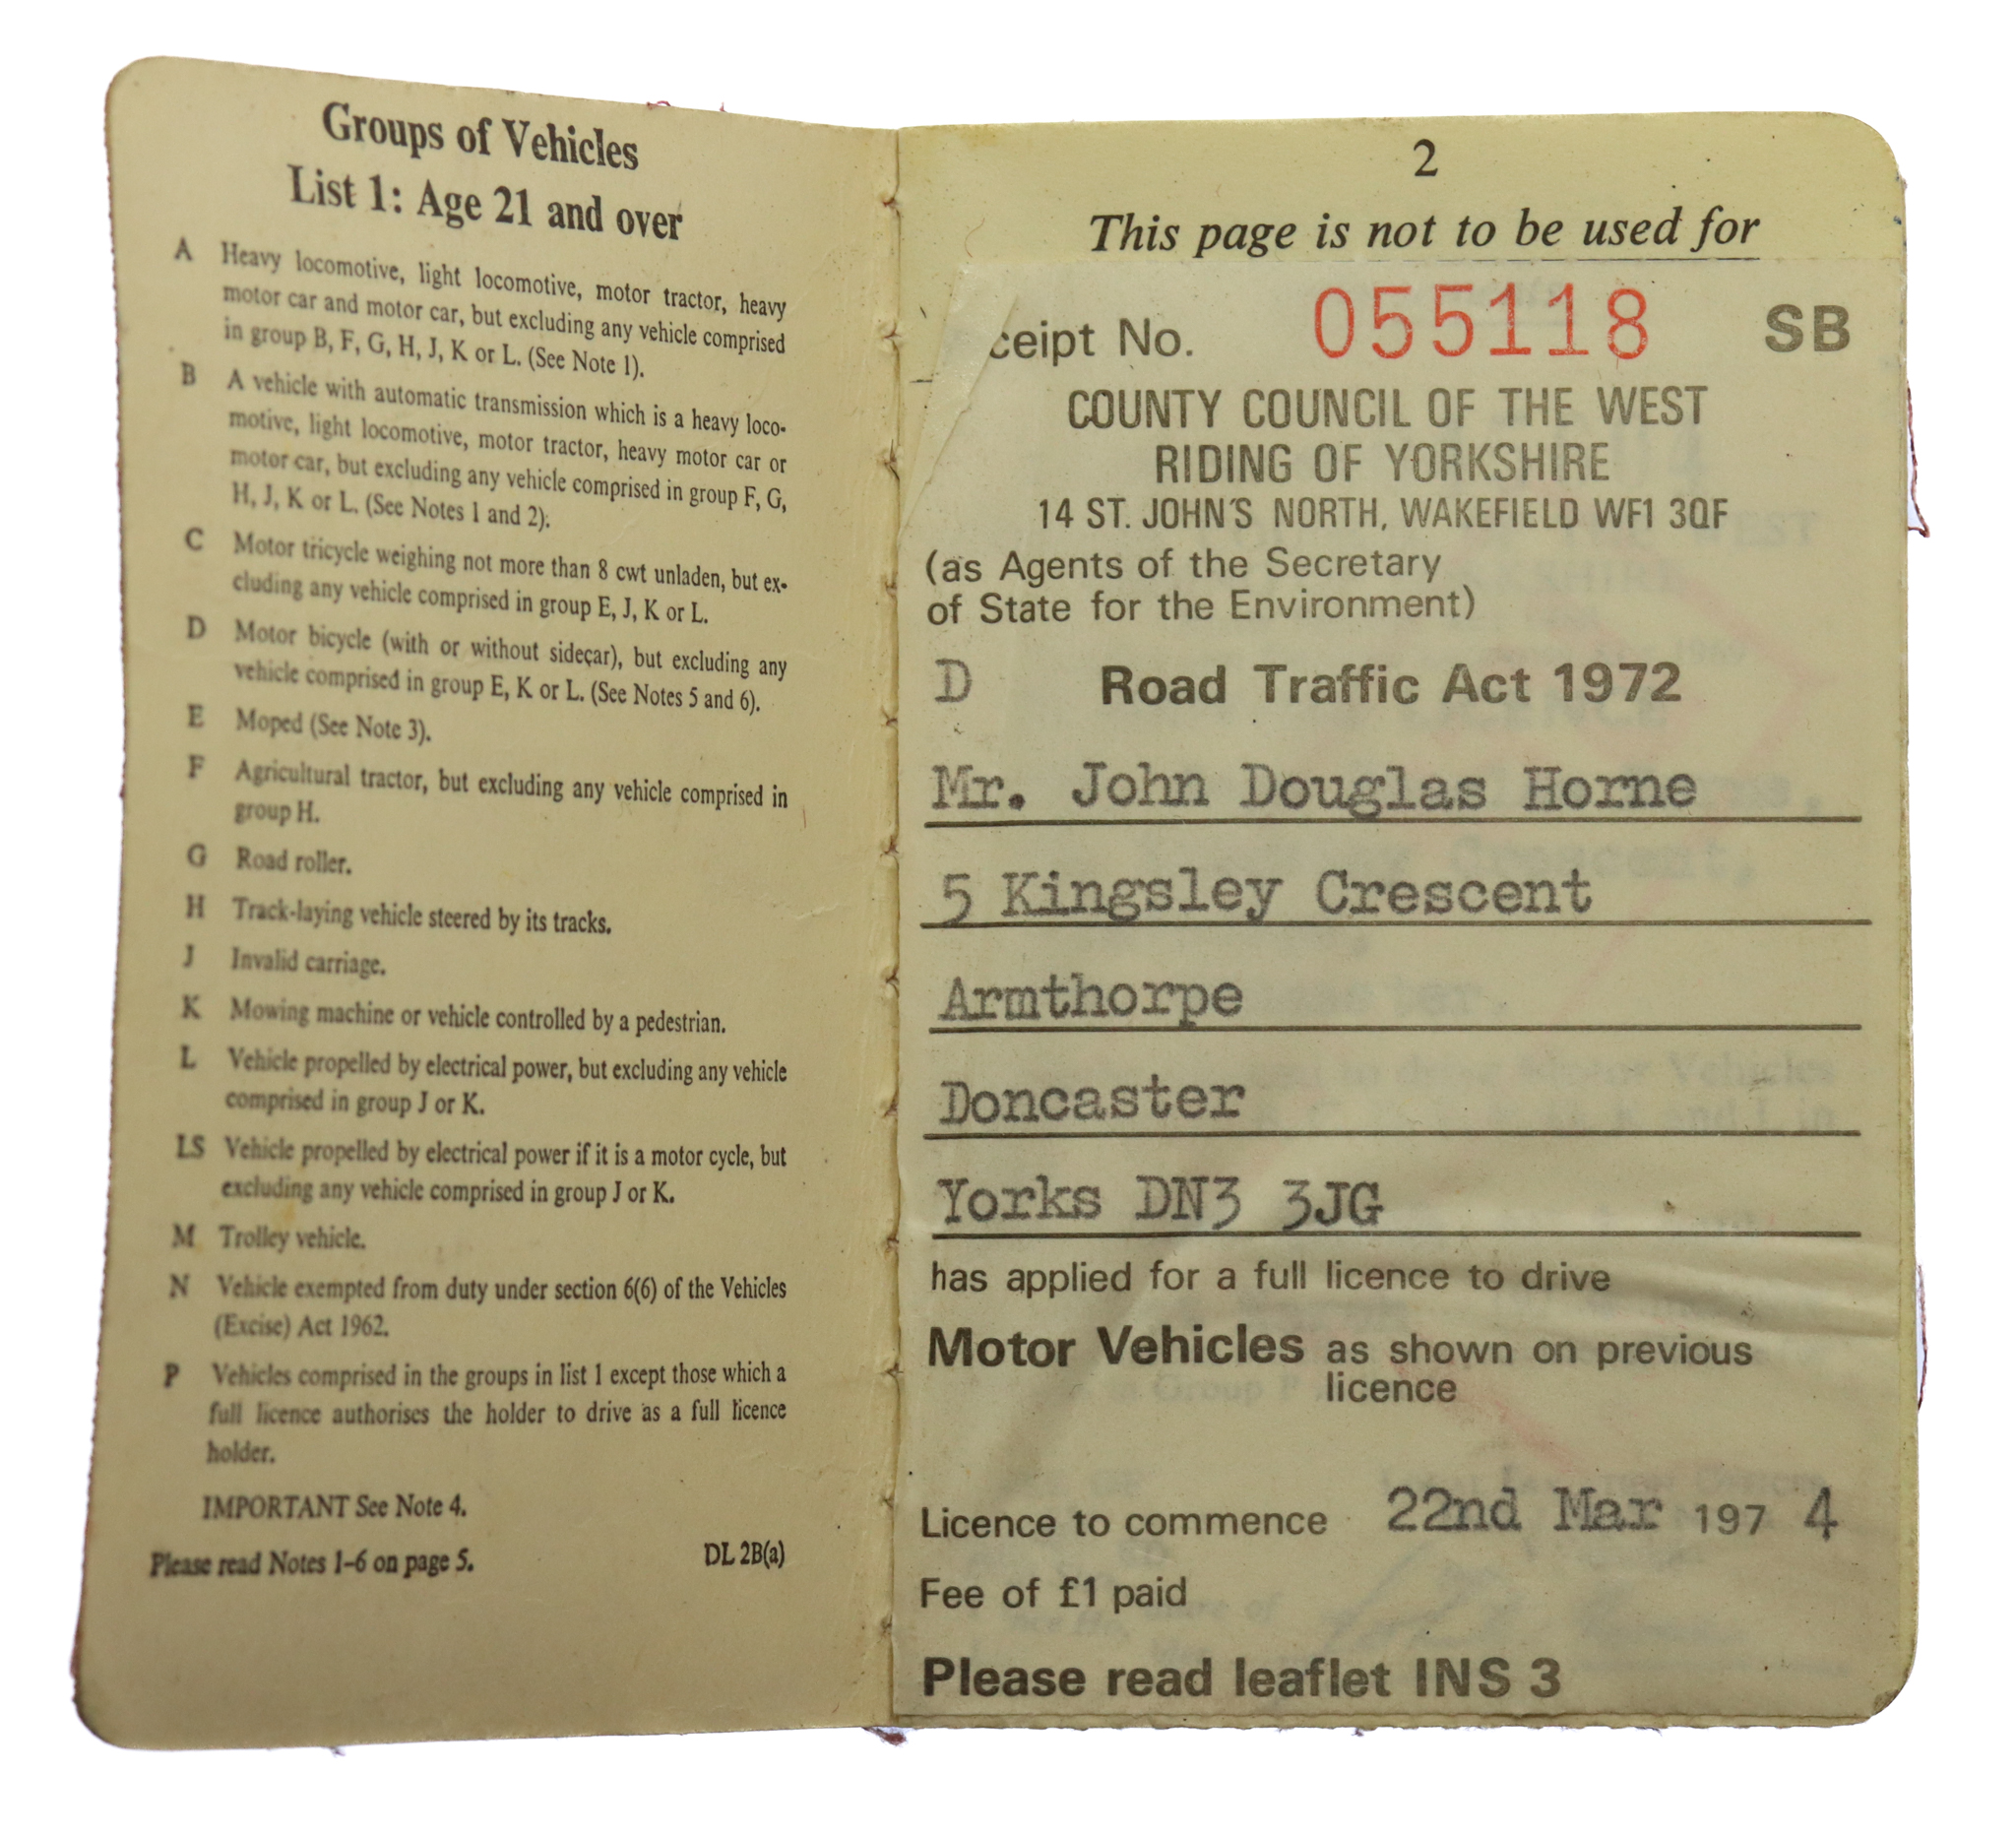 Groups of Vehicles
List 1: Age 21 and over
A Heavy locomotive, light locomotive, motor tractor, heavy
motor car and motor car, but excluding any vehicle comprised
in group B, F, G, H, J, K or L. (See Note 1).
B A vehicle with automatic transmission which is a heavy loco-
motive, light locomotive, motor tractor, heavy motor car or
motor car, but excluding any vehicle comprised in group F, G,
H, J, K or L. (See Notes 1 and 2).
C Motor tricycle weighing not more than 8 cwt unladen, but ex-
cluding any vehicle comprised in group E, J, K or L.
D Motor bicycle (with or without sidecar), but excluding any
vehicle comprised in group E, K or L. (See Notes 5 and 6).
E Moped (See Note 3).
F Agricultural tractor, but excluding any vehicle comprised in
group H.
G Road roller.
H Track-laying vehicle steered by its tracks.
J Invalid carriage.
K Mowing machine or vehicle controlled by a pedestrian.
L Vehicle propelled by electrical power, but excluding any vehicle
comprised in group J or K.
LS Vehicle propelled by electrical power if it is a motor cycle, but
excluding any vehicle comprised in group J or K.
M Trolley vehicle.
N Vehicle exempted from duty under section 6(6) of the Vehicles
(Excise) Act 1962.
P Vehicles comprised in the groups in list 1 except those which a
full licence authorises the holder to drive as a full licence
holder.
IMPORTANT See Note 4.
Please read Notes 1-6 on page 5. DL 2B(a)
2
This page is not to be used for
ceipt No. 055118 SB
COUNTY COUNCIL OF THE WEST
RIDING OF YORKSHIRE
14 ST. JOHN'S NORTH, WAKEFIELD WF1 3QF
(as Agents of the Secretary
of State for the Environment)
D Road Traffic Act 1972
Mr. John Douglas Horne
5 Kingsley Crescent
Armthorpe
Doncaster
Yorks DN3 3JG
has applied for a full licence to drive
Motor Vehicles as shown on previous
licence
Licence to commence 22nd Mar 197 4
Fee of £1 paid
Please read leaflet INS 3